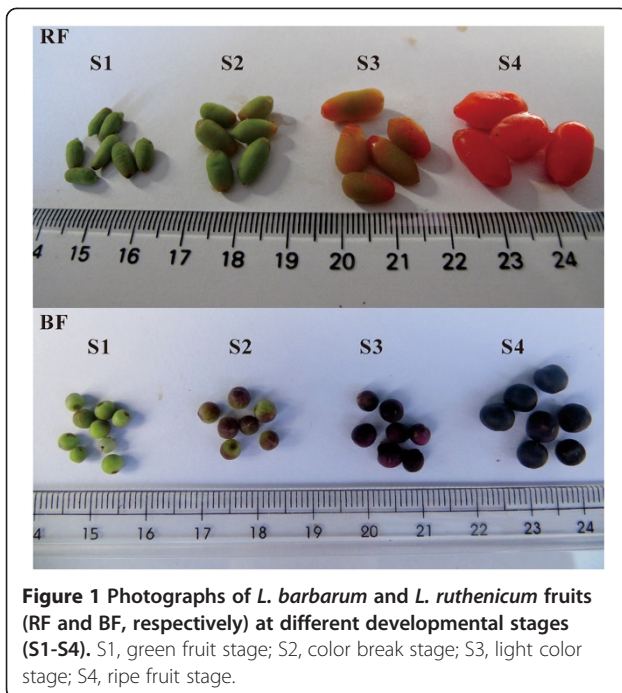 RF
S1 S2 S3 S4
4 15 16 17 18 19 20 21 22 23 24
BF
S1 S2 S3 S4
4 15 16 17 18 19 20 21 22 23 24
Figure 1 Photographs of L. barbarum and L. ruthenicum fruits
(RF and BF, respectively) at different developmental stages
(S1-S4). S1, green fruit stage; S2, color break stage; S3, light color
stage; S4, ripe fruit stage.